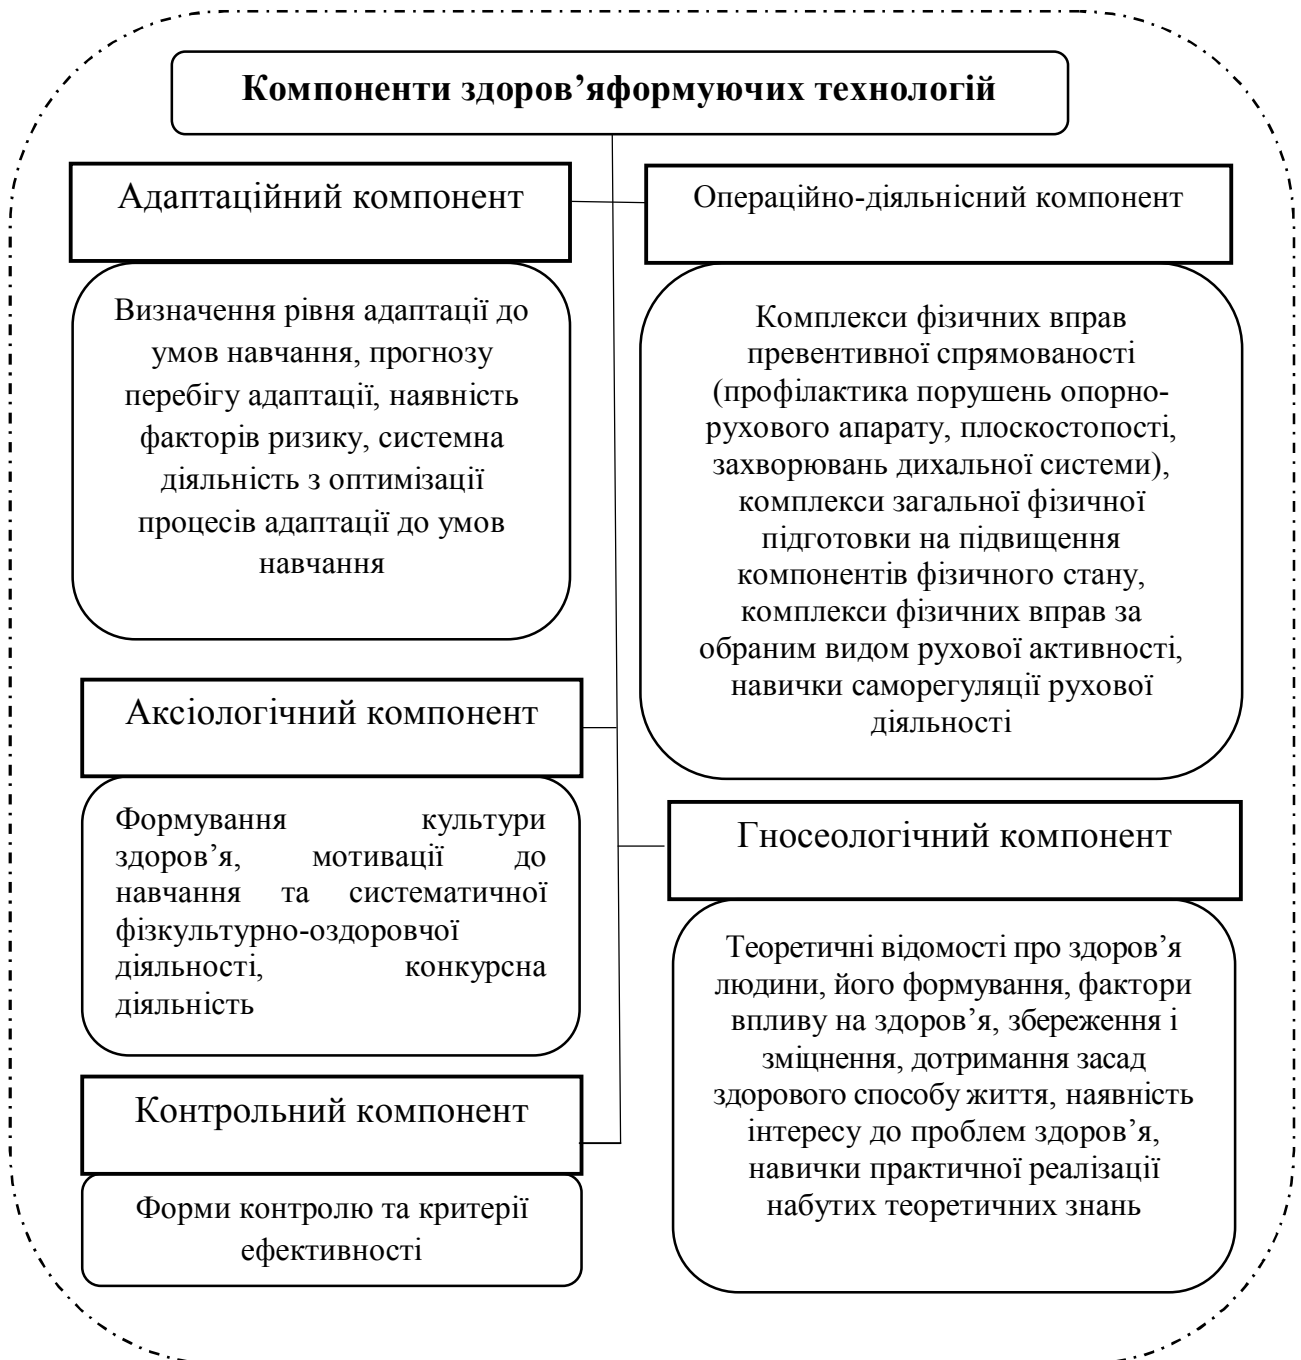 Компоненти здоров’яформуючих технологій
Адаптаційний компонент
Визначення рівня адаптації до
умов навчання, прогнозу
перебігу адаптації, наявність
факторів ризику, системна
діяльність з оптимізації
процесів адаптації до умов
навчання
Операційно-діяльнісний компонент
Комплекси фізичних вправ
превентивної спрямованості
(профілактика порушень опорно-
рухового апарату, плоскостопості,
захворювань дихальної системи),
комплекси загальної фізичної
підготовки на підвищення
компонентів фізичного стану,
комплекси фізичних вправ за
обраним видом рухової активності,
навички саморегуляції рухової
діяльності
Аксіологічний компонент
Формування культури
здоров’я, мотивації до
навчання та систематичної
фізкультурно-оздоровчої
діяльності, конкурсна
діяльність
Гносеологічний компонент
Теоретичні відомості про здоров’я
людини, його формування, фактори
впливу на здоров’я, збереження і
зміцнення, дотримання засад
здорового способу життя, наявність
інтересу до проблем здоров’я,
навички практичної реалізації
набутих теоретичних знань
Контрольний компонент
Форми контролю та критерії
ефективності